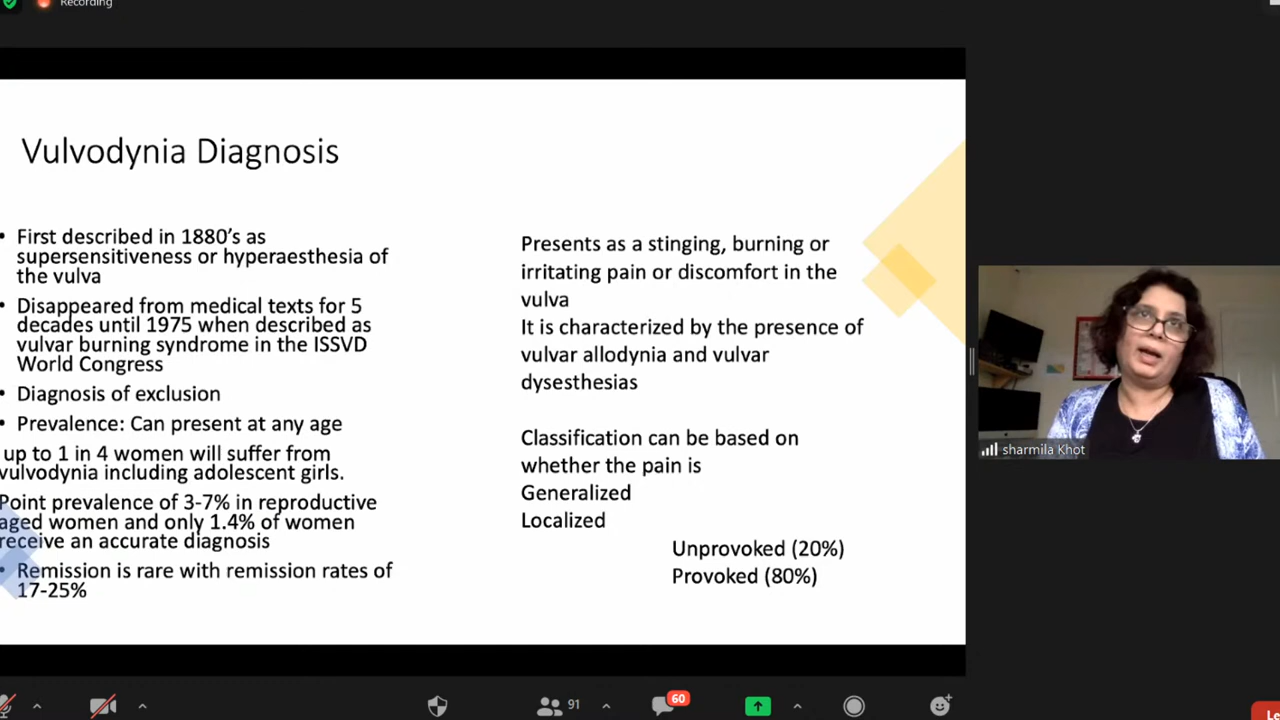 Recording
Vulvodynia Diagnosis
• First described in 1880's as
supersensitiveness or hyperaesthesia of
the vulva
• Disappeared from medical texts for 5
decades until 1975 when described as
vulvar burning syndrome in the ISSVD
World Congress
• Diagnosis of exclusion
• Prevalence: Can present at any age
up to 1 in 4 women will suffer from
vulvodynia including adolescent girls.
Point prevalence of 3-7% in reproductive
aged women and only 1.4% of women
receive an accurate diagnosis
• Remission is rare with remission rates of
17-25%
Presents as a stinging, burning or
irritating pain or discomfort in the
vulva
It is characterized by the presence of
vulvar allodynia and vulvar
dysesthesias
Classification can be based on
whether the pain is
Generalized
Localized
Unprovoked (20%)
Provoked (80%)
sharmila Khot
91
60